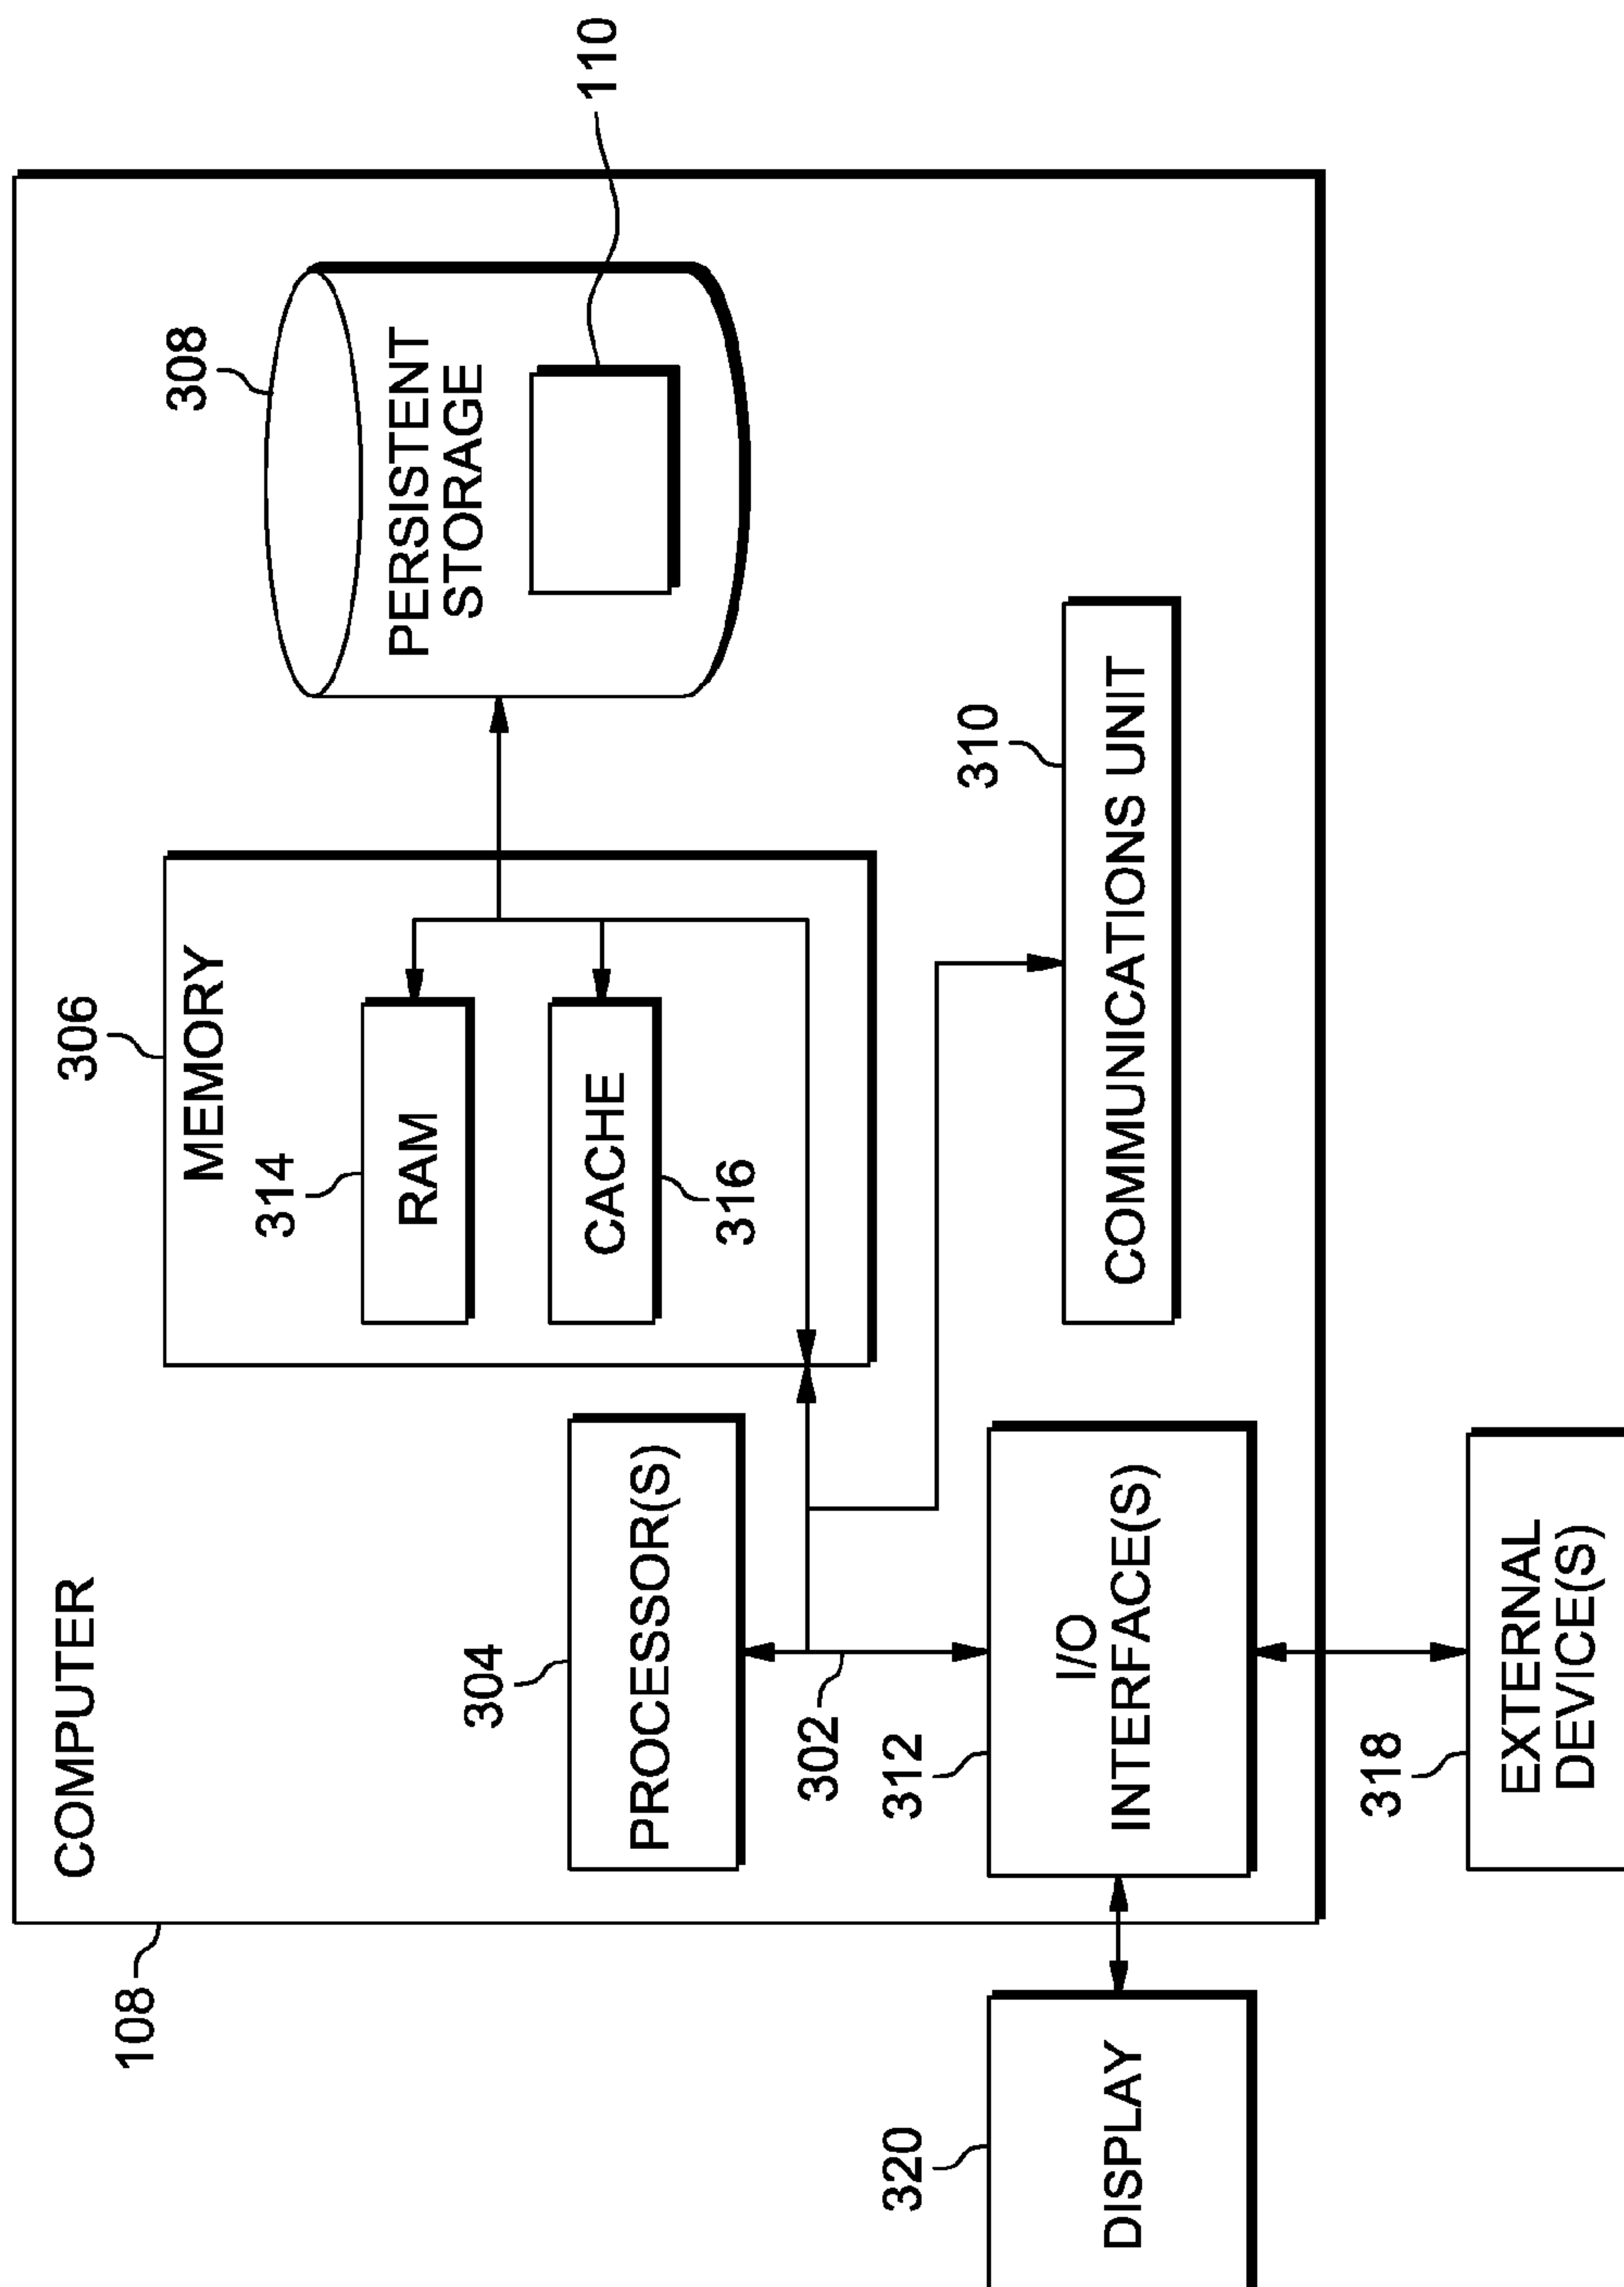 108
COMPUTER
306
MEMORY
308
314
RAM
PERSISTENT
STORAGE
304
CACHE
316
110
PROCESSOR(S)
302
312
310
I/O
INTERFACE(S)
COMMUNICATIONS UNIT
320
DISPLAY
318
EXTERNAL
DEVICE(S)